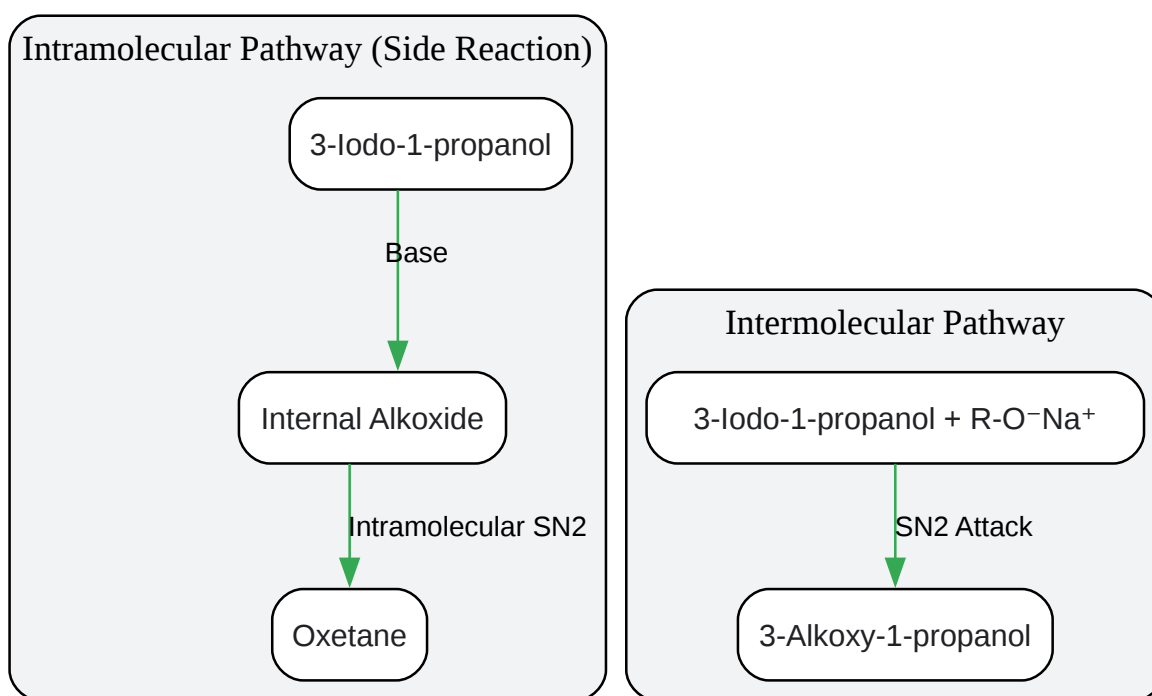 Intramolecular Pathway (Side Reaction)
3-Iodo-1-propanol
Base
Internal Alkoxide
Intramolecular SN2
Oxetane
Intermolecular Pathway
3-Iodo-1-propanol + R-O⁻Na⁺
SN2 Attack
3-Alkoxy-1-propanol